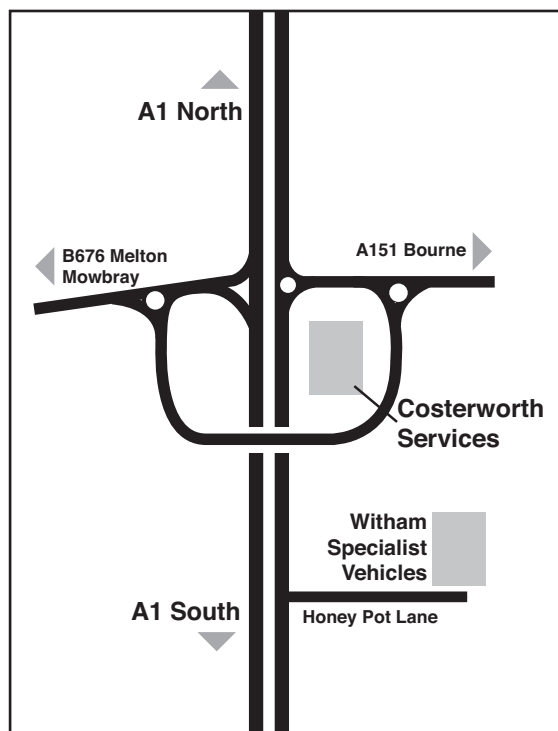 A1 North
B676 Melton
Mowbray
A151 Bourne
Costerworth
Services
Witham
Specialist
Vehicles
A1 South
Honey Pot Lane